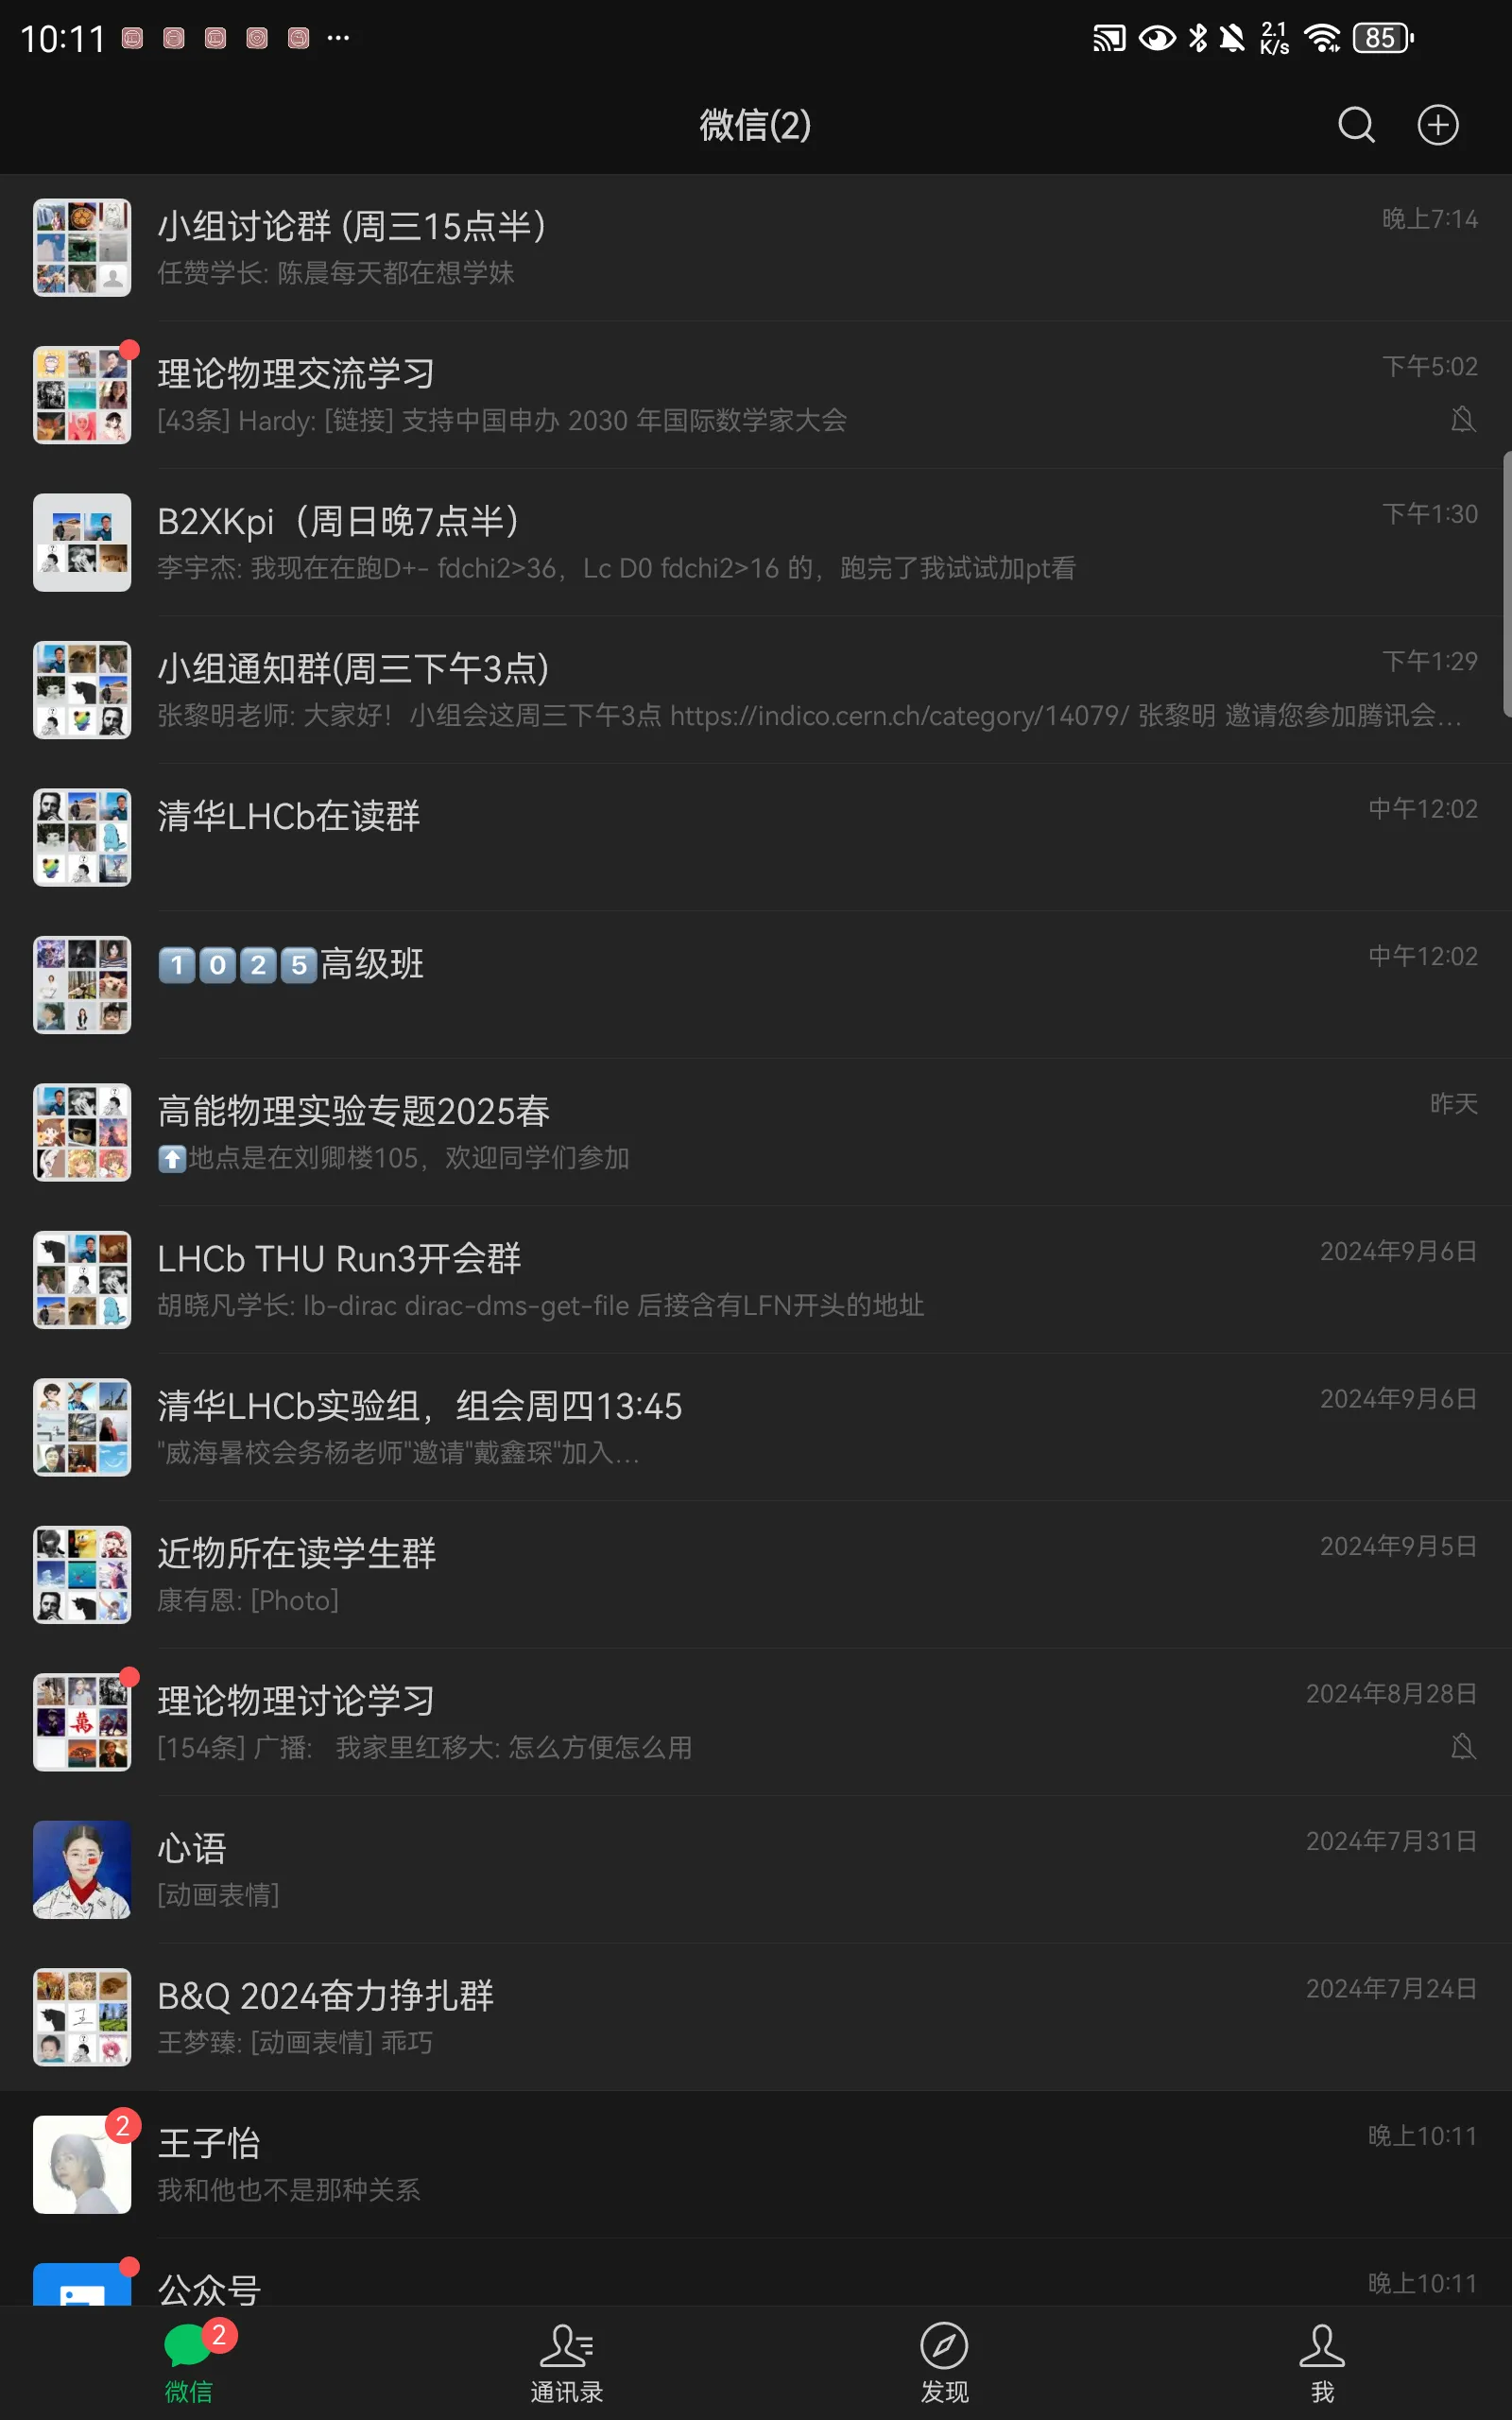 10:11
2.1
K/s
85
微信(2)
小组讨论群 (周三15点半)
晚上7:14
任赞学长: 陈晨每天都在想学妹
理论物理交流学习
下午5:02
[43条] Hardy: [链接] 支持中国申办 2030 年国际数学家大会
B2XKpi（周日晚7点半）
下午1:30
李宇杰: 我现在在跑D+- fdchi2>36，Lc D0 fdchi2>16 的，跑完了我试试加pt看
小组通知群(周三下午3点)
下午1:29
张黎明老师: 大家好！小组会这周三下午3点 https://indico.cern.ch/category/14079/ 张黎明 邀请您参加腾讯会...
清华LHCb在读群
中午12:02
1️⃣0️⃣2️⃣5️⃣高级班
中午12:02
高能物理实验专题2025春
昨天
⬆️地点是在刘卿楼105，欢迎同学们参加
LHCb THU Run3开会群
2024年9月6日
胡晓凡学长: lb-dirac dirac-dms-get-file 后接含有LFN开头的地址
清华LHCb实验组，组会周四13:45
2024年9月6日
"威海暑校会务杨老师"邀请"戴鑫琛"加入...
近物所在读学生群
2024年9月5日
康有恩: [Photo]
理论物理讨论学习
2024年8月28日
[154条] 广播: 我家里红移大: 怎么方便怎么用
心语
2024年7月31日
[动画表情]
B&Q 2024奋力挣扎群
2024年7月24日
王梦臻: [动画表情] 乖巧
2
王子怡
晚上10:11
我和他也不是那种关系
公众号
晚上10:11
2
微信
通讯录
发现
我